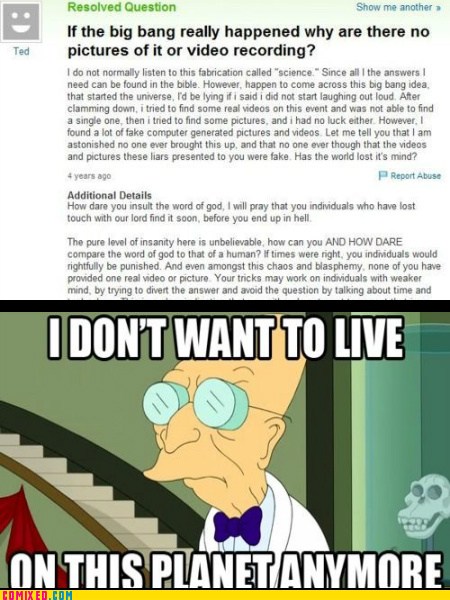 Resolved Question
Show me another »
Ted
If the big bang really happened why are there no
pictures of it or video recording?
I do not normally listen to this fabrication called "science." Since all I the answers I
need can be found in the bible. However, happen to come across this big bang idea,
that started the universe, I'd be lying if i said i did not start laughing out loud. After
clamming down, i tried to find some real videos on this event and was not able to
find a single one, then i tried to find some pictures, and i had no luck either. However, I
found a lot of fake computer generated pictures and videos. Let me tell you that I am
astonished no one ever brought this up, and that no one ever though that the videos
and pictures these liars presented to you were fake. Has the world lost it's mind?
4 years ago
Report Abuse
Additional Details
How dare you insult the word of god, I will pray that you individuals who have lost
touch with our lord find it soon, before you end up in hell.
The pure level of insanity here is unbelievable, how can you AND HOW DARE
compare the word of god to that of a human? If times were right, you individuals would
rightfully be punished. And even amongst this chaos and blasphemy, none of you have
provided one real video or picture. Your tricks may work on individuals with weaker
mind, by trying to divert the answer and avoid the question by talking about time and
I DON'T WANT TO LIVE
ON THIS PLANET ANYMORE
COMIXED.COM